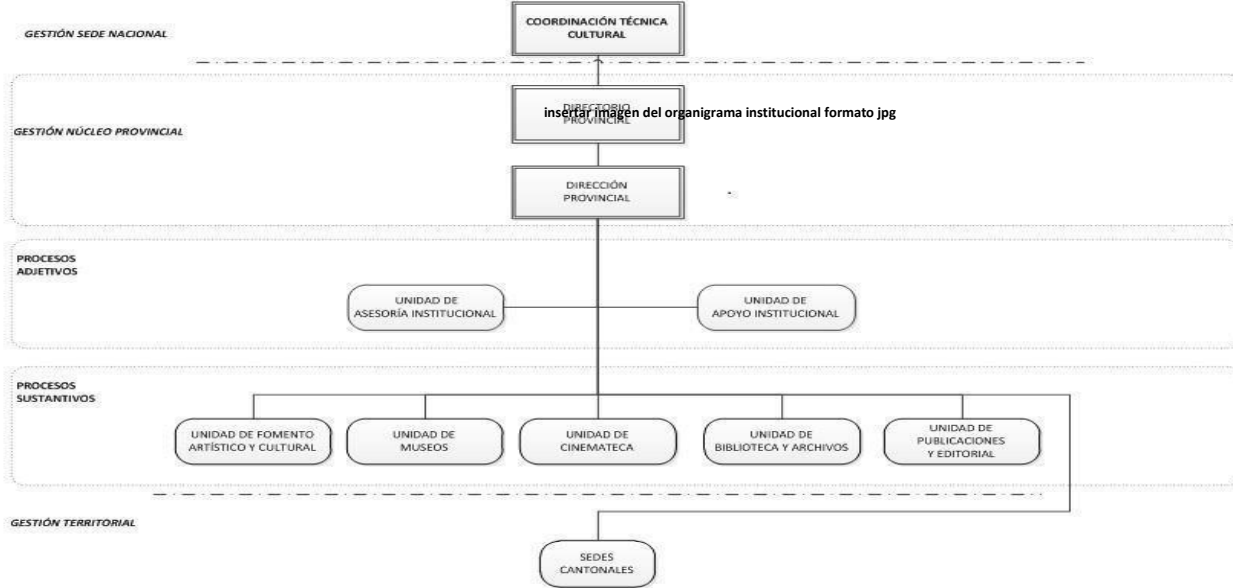 GESTIÓN SEDE NACIONAL
COORDINACIÓN TÉCNICA
CULTURAL
GESTIÓN NÚCLEO PROVINCIAL
DIRECTORIO
PROVINCIAL
insertar imagen del organigrama institucional formato jpg
DIRECCIÓN
PROVINCIAL
PROCESOS
ADJETIVOS
UNIDAD DE
ASESORÍA INSTITUCIONAL
UNIDAD DE
APOYO INSTITUCIONAL
PROCESOS
SUSTANTIVOS
UNIDAD DE FOMENTO
ARTÍSTICO Y CULTURAL
UNIDAD DE
MUSEOS
UNIDAD DE
CINEMATECA
UNIDAD DE
BIBLIOTECA Y ARCHIVOS
UNIDAD DE
PUBLICACIONES
Y EDITORIAL
GESTIÓN TERRITORIAL
SEDES
CANTONALES